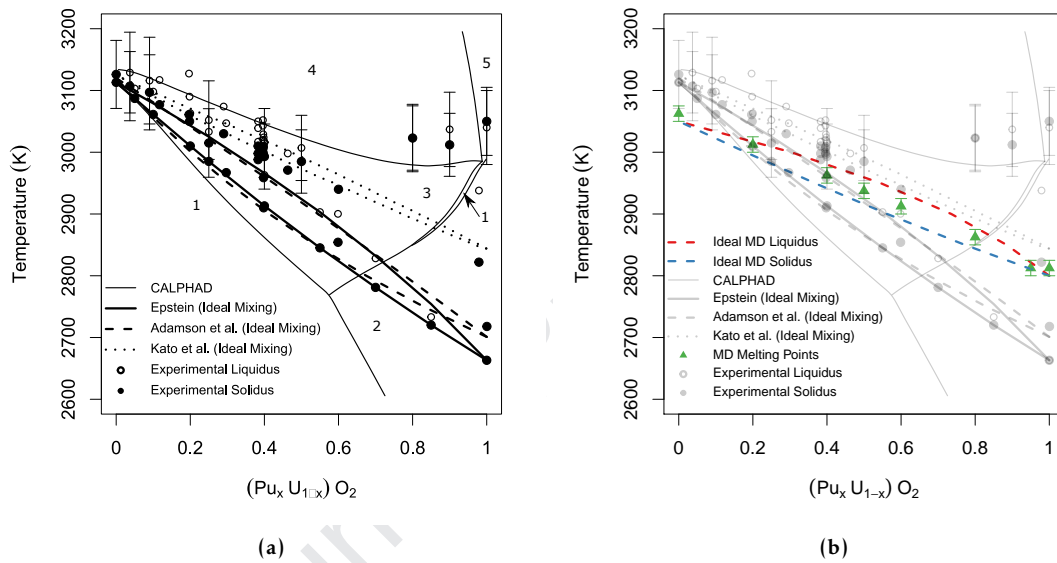 3200
3100
3000
2900
2800
2700
2600
Temperature (K)
4
5
3
1
1
2
CALPHAD
Epstein (Ideal Mixing)
Adamson et al. (Ideal Mixing)
Kato et al. (Ideal Mixing)
Experimental Liquidus
Experimental Solidus
0 0.2 0.4 0.6 0.8 1
(Puₓ U₁□ₓ) O₂
(a)
3200
3100
3000
2900
2800
2700
2600
Temperature (K)
Ideal MD Liquidus
Ideal MD Solidus
CALPHAD
Epstein (Ideal Mixing)
Adamson et al. (Ideal Mixing)
Kato et al. (Ideal Mixing)
MD Melting Points
Experimental Liquidus
Experimental Solidus
0 0.2 0.4 0.6 0.8 1
(Puₓ U₁₋ₓ) O₂
(b)